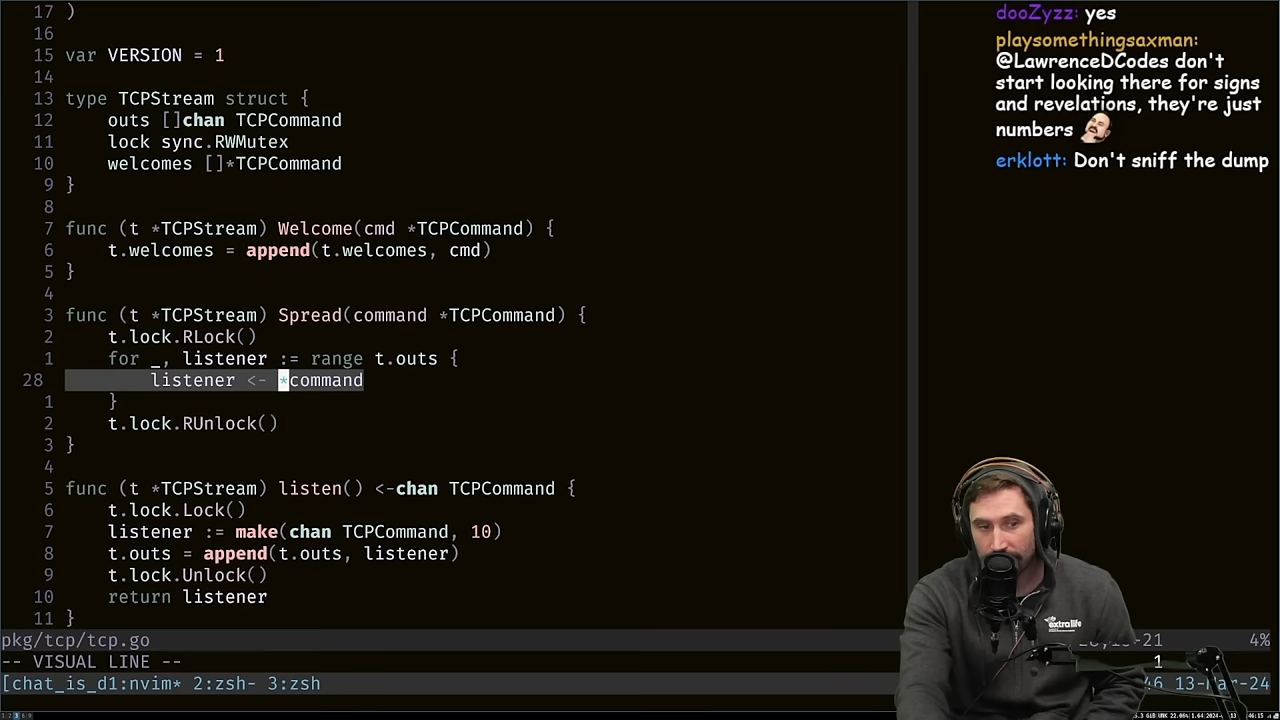 17 )
16
15 var VERSION = 1
14
13 type TCPStream struct {
12 outs []chan TCPCommand
11 lock sync.RWMutex
10 welcomes []*TCPCommand
9 }
8
7 func (t *TCPStream) Welcome(cmd *TCPCommand) {
6 t.welcomes = append(t.welcomes, cmd)
5 }
4
3 func (t *TCPStream) Spread(command *TCPCommand) {
2 t.lock.RLock()
1 for _, listener := range t.outs {
28 listener <- *command
1 }
2 t.lock.RUnlock()
3 }
4
5 func (t *TCPStream) listen() <-chan TCPCommand {
6 t.lock.Lock()
7 listener := make(chan TCPCommand, 10)
8 t.outs = append(t.outs, listener)
9 t.lock.Unlock()
10 return listener
11 }
pkg/tcp/tcp.go 4%
-- VISUAL LINE -- 1
[chat_is_d1:nvim* 2:zsh- 3:zsh
dooZyzz: yes
playsomethingsaxman:
@LawrenceDCodes don't
start looking there for signs
and revelations, they're just
numbers
erklott: Don't sniff the dump
extralife